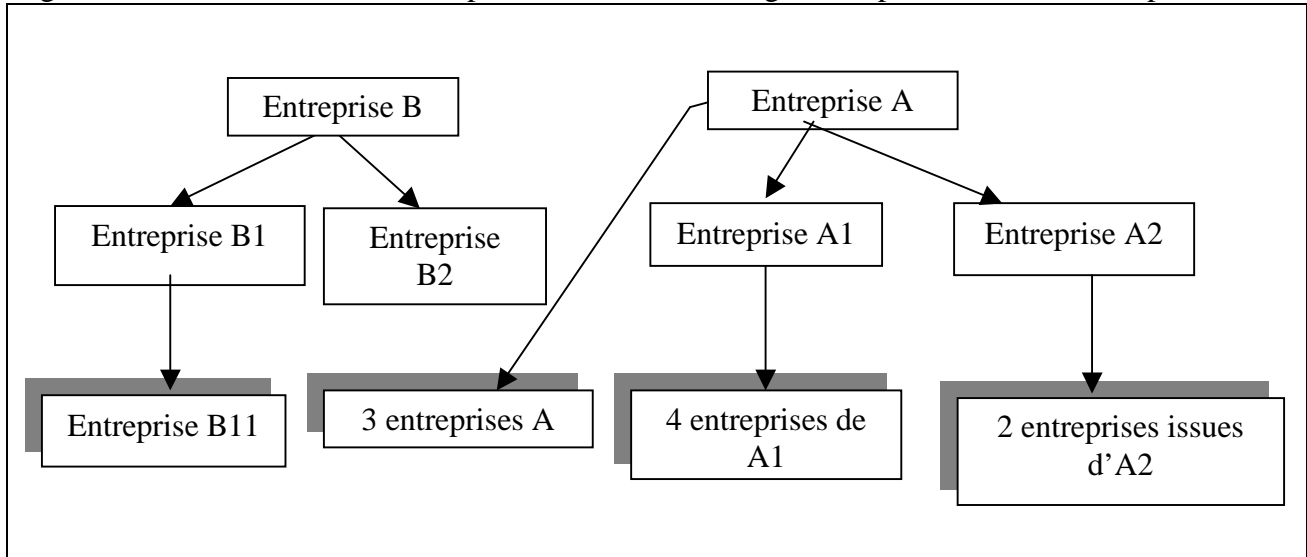 Entreprise B
Entreprise A
Entreprise B1
Entreprise
B2
Entreprise A1
Entreprise A2
Entreprise B11
3 entreprises A
4 entreprises de
A1
2 entreprises issues
d’A2